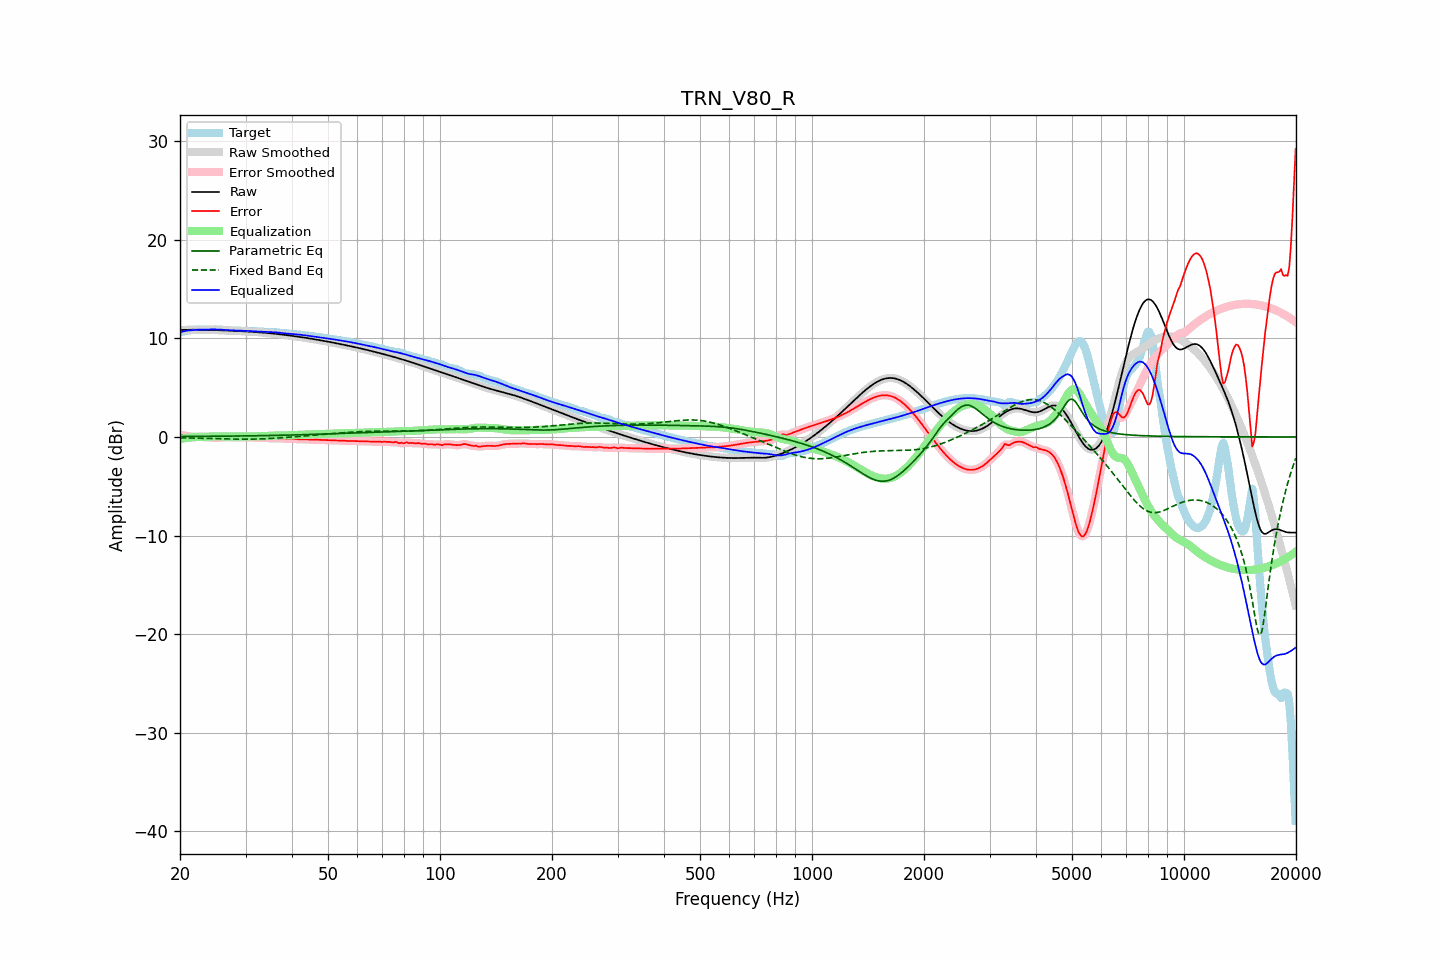 TRN_V80_R
Target
Raw Smoothed
Error Smoothed
Raw
Error
Equalization
Parametric Eq
Fixed Band Eq
Equalized
30
20
10
0
−10
−20
−30
−40
Amplitude (dBr)
20 50 100 200 500 1000 2000 5000 10000 20000
Frequency (Hz)